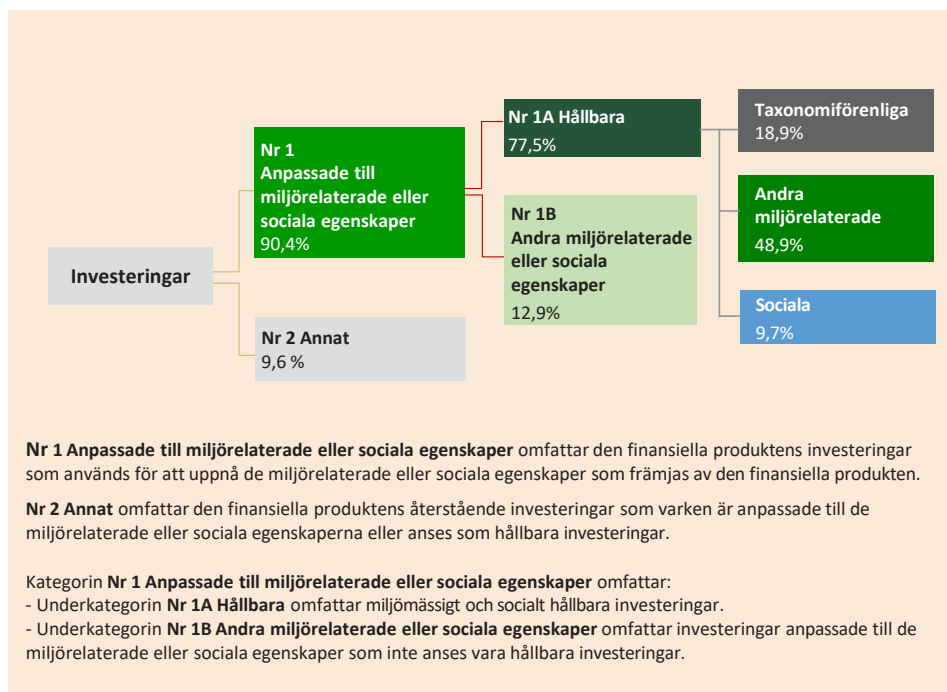 Investeringar
Nr 1
Anpassade till
miljörelaterade eller
sociala egenskaper
90,4%
Nr 2 Annat
9,6 %
Nr 1A Hållbara
77,5%
Nr 1B
Andra miljörelaterade
eller sociala
egenskaper
12,9%
Taxonomiförenliga
18,9%
Andra
miljörelaterade
48,9%
Sociala
9,7%
Nr 1 Anpassade till miljörelaterade eller sociala egenskaper omfattar den finansiella produktens investeringar
som används för att uppnå de miljörelaterade eller sociala egenskaper som främjas av den finansiella produkten.
Nr 2 Annat omfattar den finansiella produktens återstående investeringar som varken är anpassade till de
miljörelaterade eller sociala egenskaperna eller anses som hållbara investeringar.
Kategorin Nr 1 Anpassade till miljörelaterade eller sociala egenskaper omfattar:
- Underkategorin Nr 1A Hållbara omfattar miljömässigt och socialt hållbara investeringar.
- Underkategorin Nr 1B Andra miljörelaterade eller sociala egenskaper omfattar investeringar anpassade till de
miljörelaterade eller sociala egenskaper som inte anses vara hållbara investeringar.